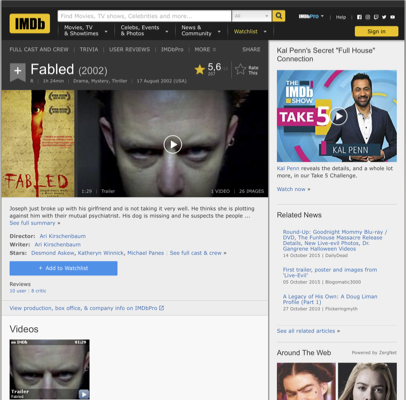 IMDb
Find Movies, TV shows, Celebrities and more...
All
Movies, TV
& Showtimes
Celebs, Events
& Photos
News &
Community
Watchlist
IMDbPro
Help
Sign in
FULL CAST AND CREW | TRIVIA | USER REVIEWS | IMDbPro | MORE
SHARE
Fabled (2002)
1h 24min | Drama, Mystery, Thriller | 17 August 2002 (USA)
5,6
Rate
This
FABLED
1:29 | Trailer
1 VIDEO | 26 IMAGES
Joseph just broke up with his girlfriend and is not taking it very well. He thinks she is plotting
against him with their mutual psychiatrist. His dog is missing and he suspects the people ...
See full summary »
Director: Ari Kirschenbaum
Writer: Ari Kirschenbaum
Stars: Desmond Askew, Katheryn Winnick, Michael Panes | See full cast & crew »
+ Add to Watchlist
Reviews
10 user | 9 critic
View production, box office, & company info on IMDbPro
Videos
01:29
Trailer
Fabled
Kal Penn's Secret "Full House"
Connection
THE
IMDb
SHOW
TAKE 5
KAL PENN
Kal Penn reveals the details, and a whole lot
more, in our Take 5 Challenge.
Watch now »
Related News
Round-Up: Goodnight Mommy Blu-ray /
DVD, The Funhouse Massacre Release
Details, New Live-evil Photos, Dr.
Gangrene Halloween Videos
14 October 2015 | DailyDead
First trailer, poster and images from
'Live-Evil'
05 October 2015 | Blogomatic3000
A Legacy of His Own: A Doug Liman
Profile (Part 1)
27 October 2014 | Flickeringmyth
See all related articles »
Around The Web
Powered by ZergNet